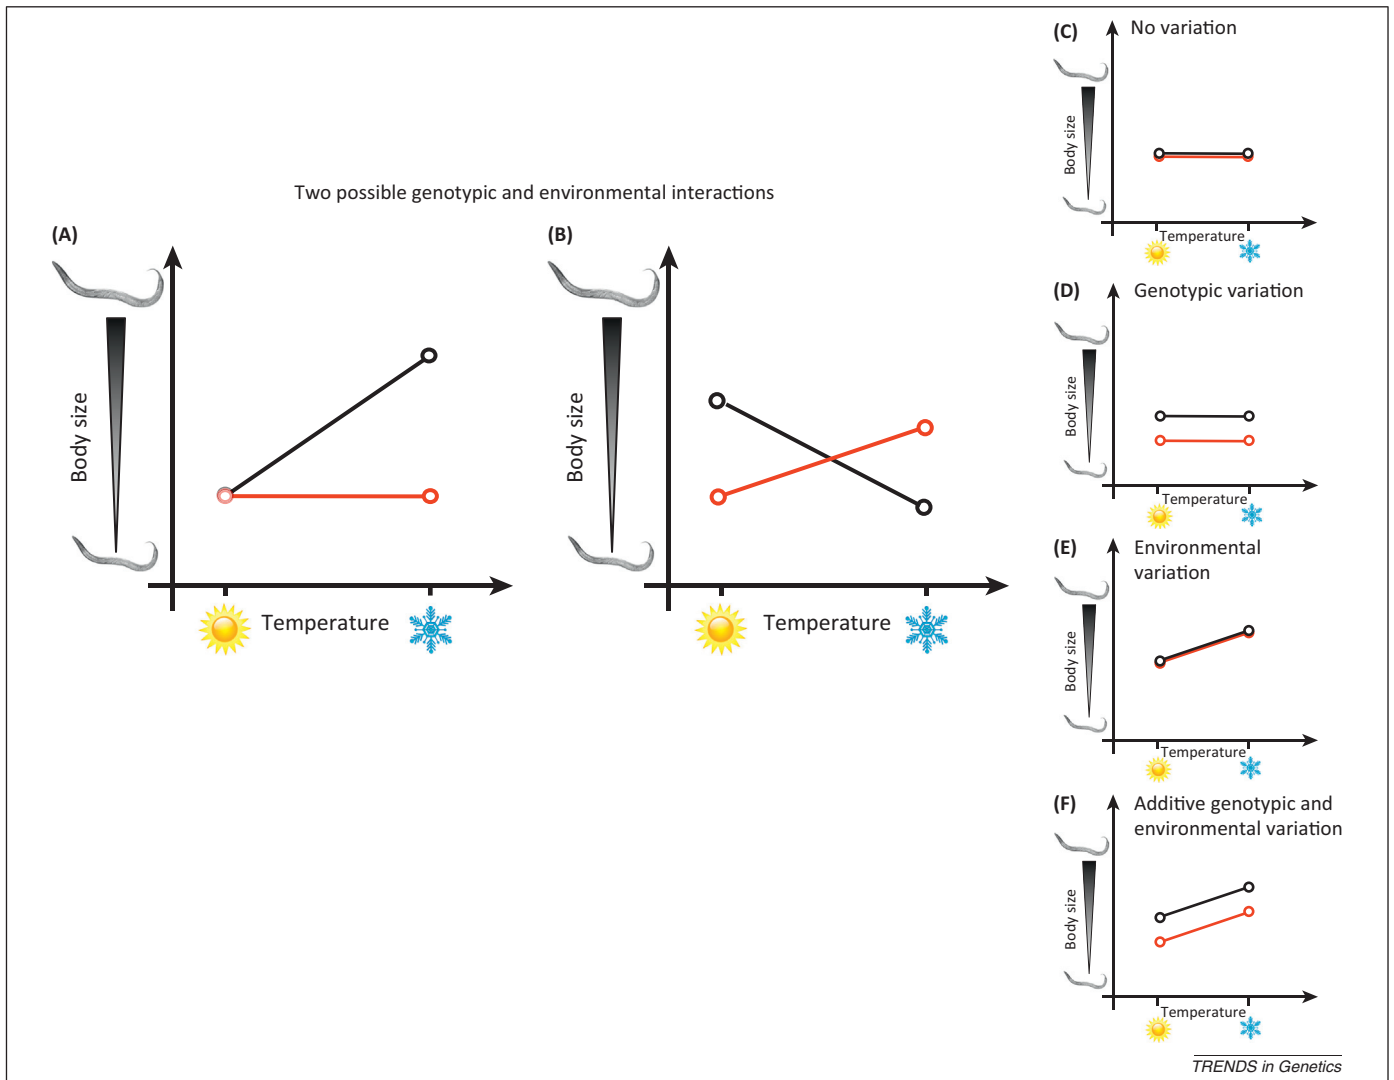 Two possible genotypic and environmental interactions
(A)
Body size
Temperature
(B)
Body size
Temperature
(C)
No variation
Body size
Temperature
(D)
Genotypic variation
Body size
Temperature
(E)
Environmental
variation
Body size
Temperature
(F)
Additive genotypic and
environmental variation
Body size
Temperature
TRENDS in Genetics